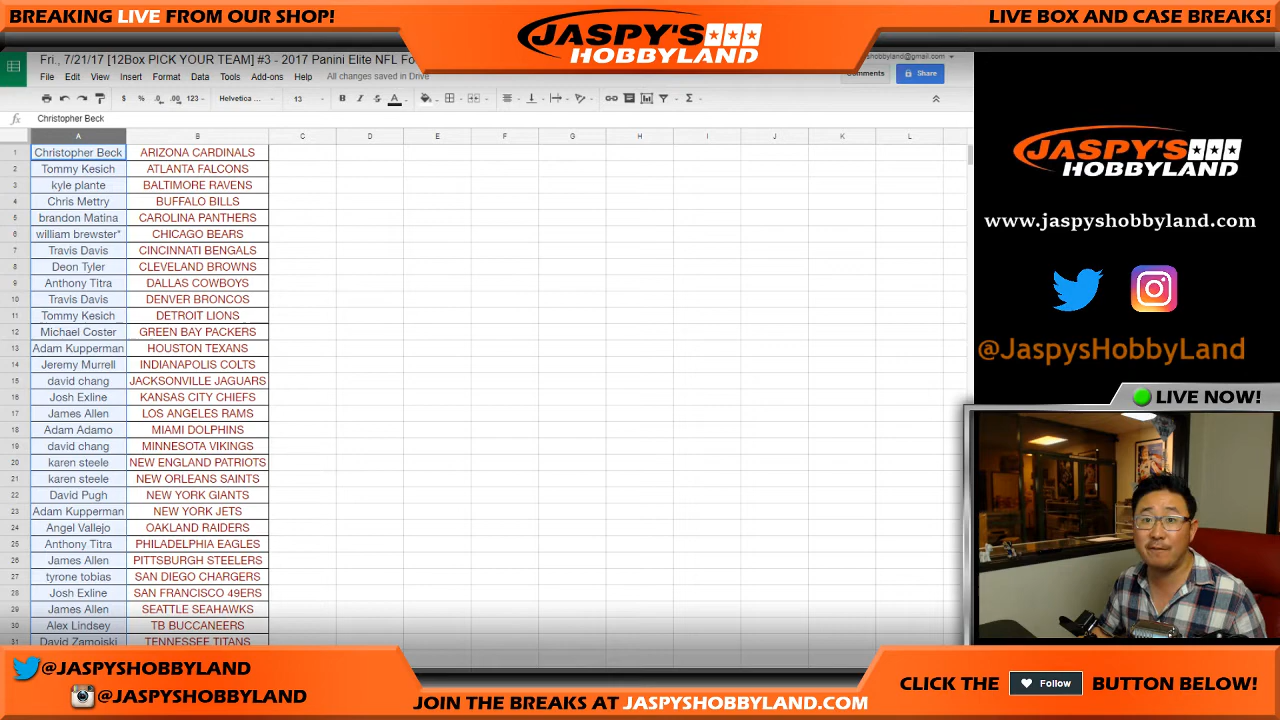 BREAKING LIVE FROM OUR SHOP!
JASPY'S
HOBBYLAND
LIVE BOX AND CASE BREAKS!
Fri., 7/21/17 [12Box PICK YOUR TEAM] #3 - 2017 Panini Elite NFL Fo
shobbyland@gmail.com
File Edit View Insert Format Data Tools Add-ons Help All changes saved in Drive
Comments Share
$ % .0 .00 123 Helvetica ... 13 B I S A
fx Christopher Beck
A B C D E F G H I J K L
1 Christopher Beck ARIZONA CARDINALS
2 Tommy Kesich ATLANTA FALCONS
3 kyle plante BALTIMORE RAVENS
4 Chris Mettry BUFFALO BILLS
5 brandon Matina CAROLINA PANTHERS
6 william brewster* CHICAGO BEARS
7 Travis Davis CINCINNATI BENGALS
8 Deon Tyler CLEVELAND BROWNS
9 Anthony Titra DALLAS COWBOYS
10 Travis Davis DENVER BRONCOS
11 Tommy Kesich DETROIT LIONS
12 Michael Coster GREEN BAY PACKERS
13 Adam Kupperman HOUSTON TEXANS
14 Jeremy Murrell INDIANAPOLIS COLTS
15 david chang JACKSONVILLE JAGUARS
16 Josh Exline KANSAS CITY CHIEFS
17 James Allen LOS ANGELES RAMS
18 Adam Adamo MIAMI DOLPHINS
19 david chang MINNESOTA VIKINGS
20 karen steele NEW ENGLAND PATRIOTS
21 karen steele NEW ORLEANS SAINTS
22 David Pugh NEW YORK GIANTS
23 Adam Kupperman NEW YORK JETS
24 Angel Vallejo OAKLAND RAIDERS
25 Anthony Titra PHILADELPHIA EAGLES
26 James Allen PITTSBURGH STEELERS
27 tyrone tobias SAN DIEGO CHARGERS
28 Josh Exline SAN FRANCISCO 49ERS
29 James Allen SEATTLE SEAHAWKS
30 Alex Lindsey TB BUCCANEERS
31 David Zamojski TENNESSEE TITANS
JASPY'S
HOBBYLAND
www.jaspyshobbyland.com
@JaspysHobbyLand
LIVE NOW!
@JASPYSHOBBYLAND
@JASPYSHOBBYLAND
JOIN THE BREAKS AT JASPYSHOBBYLAND.COM
CLICK THE Follow BUTTON BELOW!